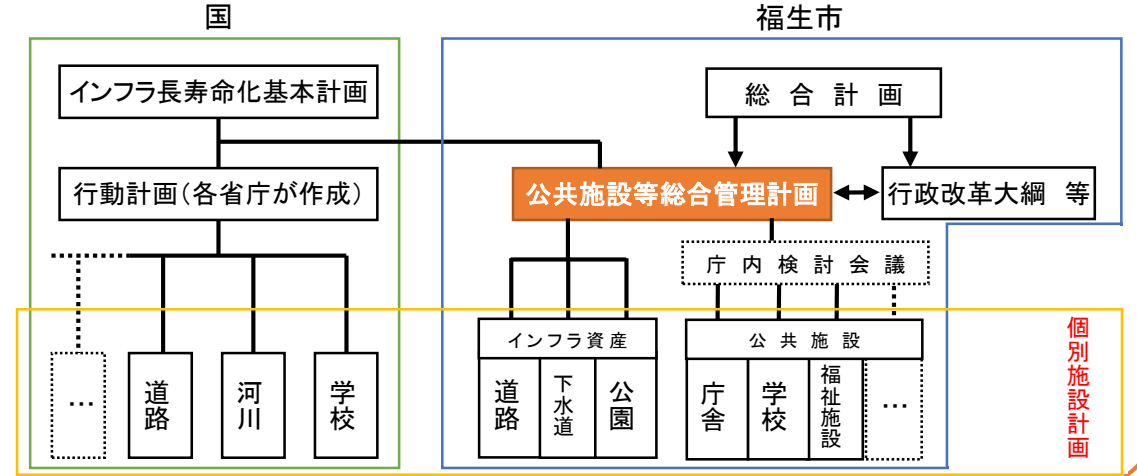 国
福生市
インフラ長寿命化基本計画
総合計画
行動計画(各省庁が作成)
公共施設等総合管理計画
行政改革大綱 等
庁内検討会議
インフラ資産
公共施設
…
道路
河川
学校
道路
下水道
公園
庁舎
学校
福祉施設
…
個別施設計画